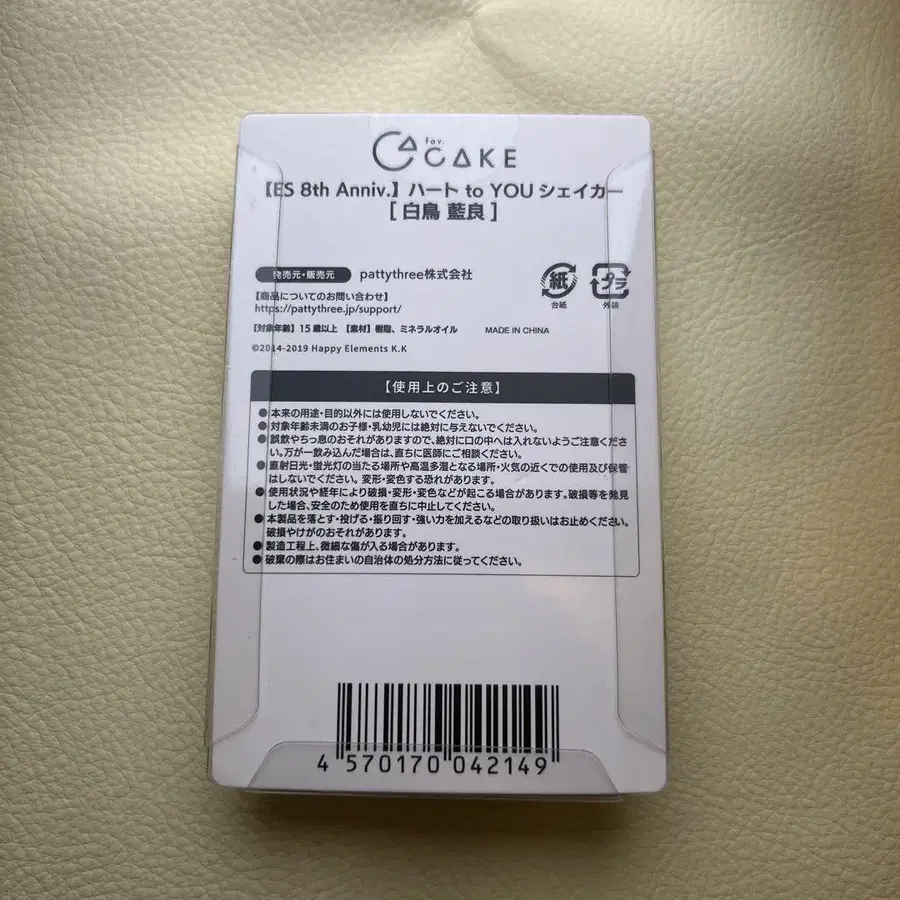 fav.
CAKE
【ES 8th Anniv.】ハート to YOU シェイカー
[ 白鳥 藍良 ]
発売元・販売元 pattythree株式会社
紙 プラ
台紙 外装
【商品についてのお問い合わせ】
https://pattythree.jp/support/
【対象年齢】15歳以上 【素材】樹脂、ミネラルオイル MADE IN CHINA
©2014-2019 Happy Elements K.K
【使用上のご注意】
●本来の用途・目的以外には使用しないでください。
●対象年齢未満のお子様・乳幼児には絶対に与えないでください。
●誤飲やちっ息のおそれがありますので、絶対に口の中へは入れないようご注意くださ
い。万が一飲み込んだ場合は、直ちに医師にご相談ください。
●直射日光・蛍光灯の当たる場所や高温多湿となる場所・火気の近くでの使用及び保管
はしないでください。変形・変色する恐れがあります。
●使用状況や経年により破損・変形・変色などが起こる場合があります。破損等を発見
した場合、安全のため使用を直ちに中止してください。
●本製品を落とす・投げる・振り回す・強い力を加えるなどの取り扱いはお止めください。
破損やけがのおそれがあります。
●製造工程上、微細な傷が入る場合があります。
●破棄の際はお住まいの自治体の処分方法に従ってください。
4 570170 042149